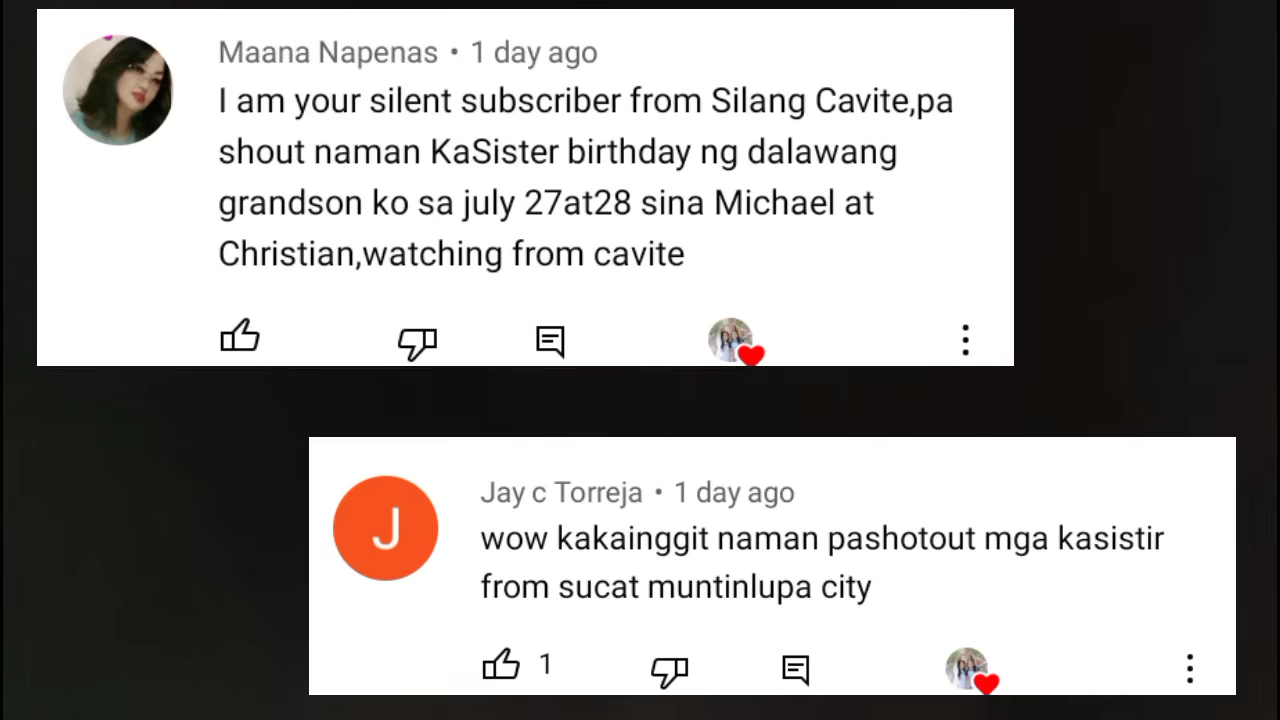 Maana Napenas • 1 day ago
I am your silent subscriber from Silang Cavite,pa
shout naman KaSister birthday ng dalawang
grandson ko sa july 27at28 sina Michael at
Christian,watching from cavite
J
Jay c Torreja • 1 day ago
wow kakainggit naman pashotout mga kasistir
from sucat muntinlupa city
1